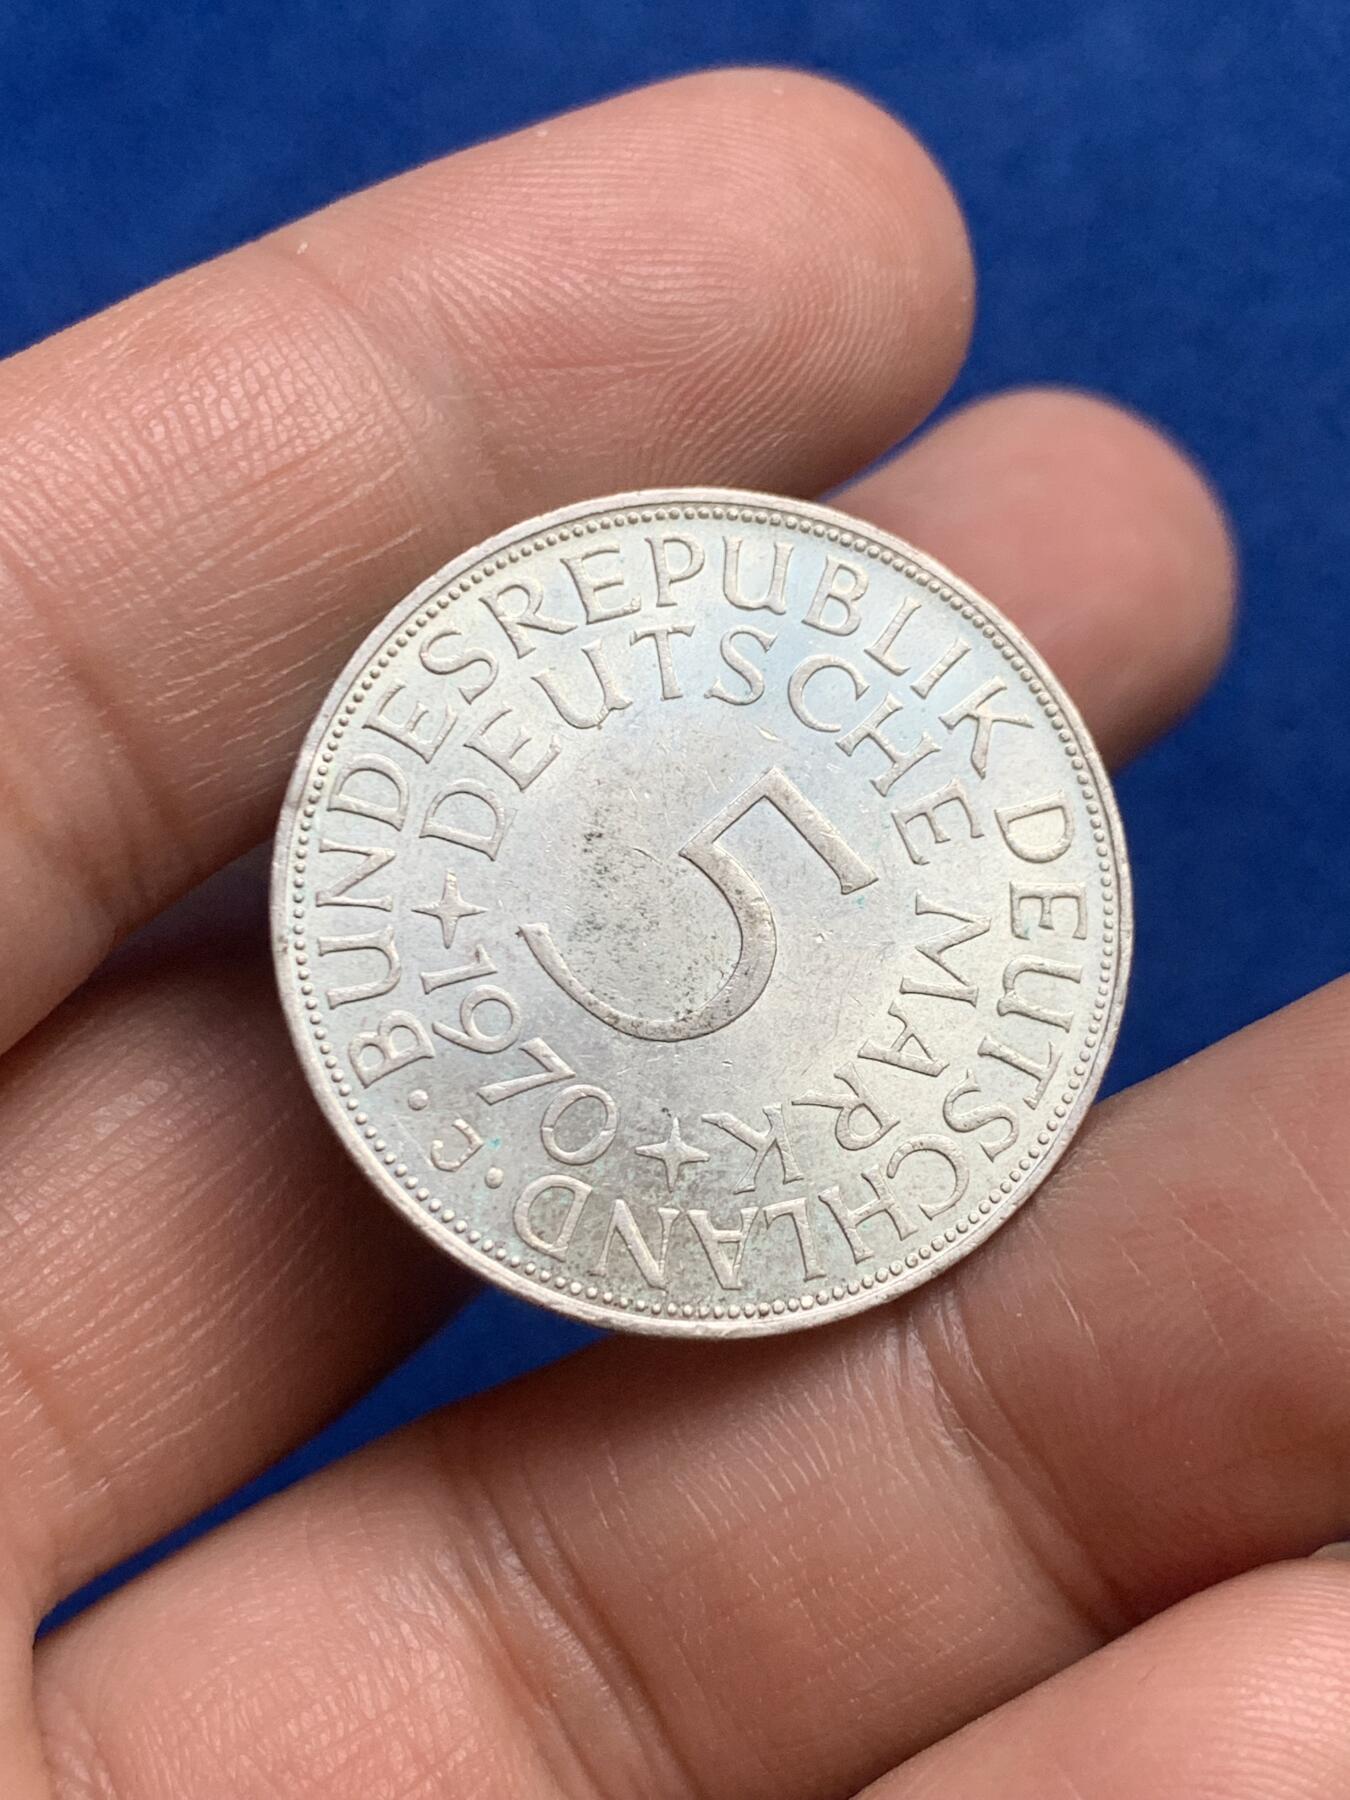 BUNDESREPUBLIK DEUTSCHLAND
·J·
DEUTSCHE MARK
1970
5